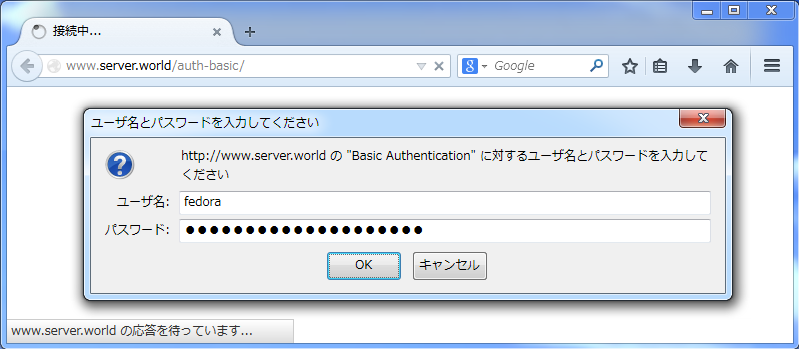 接続中...
www.server.world/auth-basic/
Google
ユーザ名とパスワードを入力してください
http://www.server.world の "Basic Authentication" に対するユーザ名とパスワードを入力して
ください
ユーザ名: fedora
パスワード: ●●●●●●●●●●●●●●●●●●●●
OK キャンセル
www.server.world の応答を待っています...